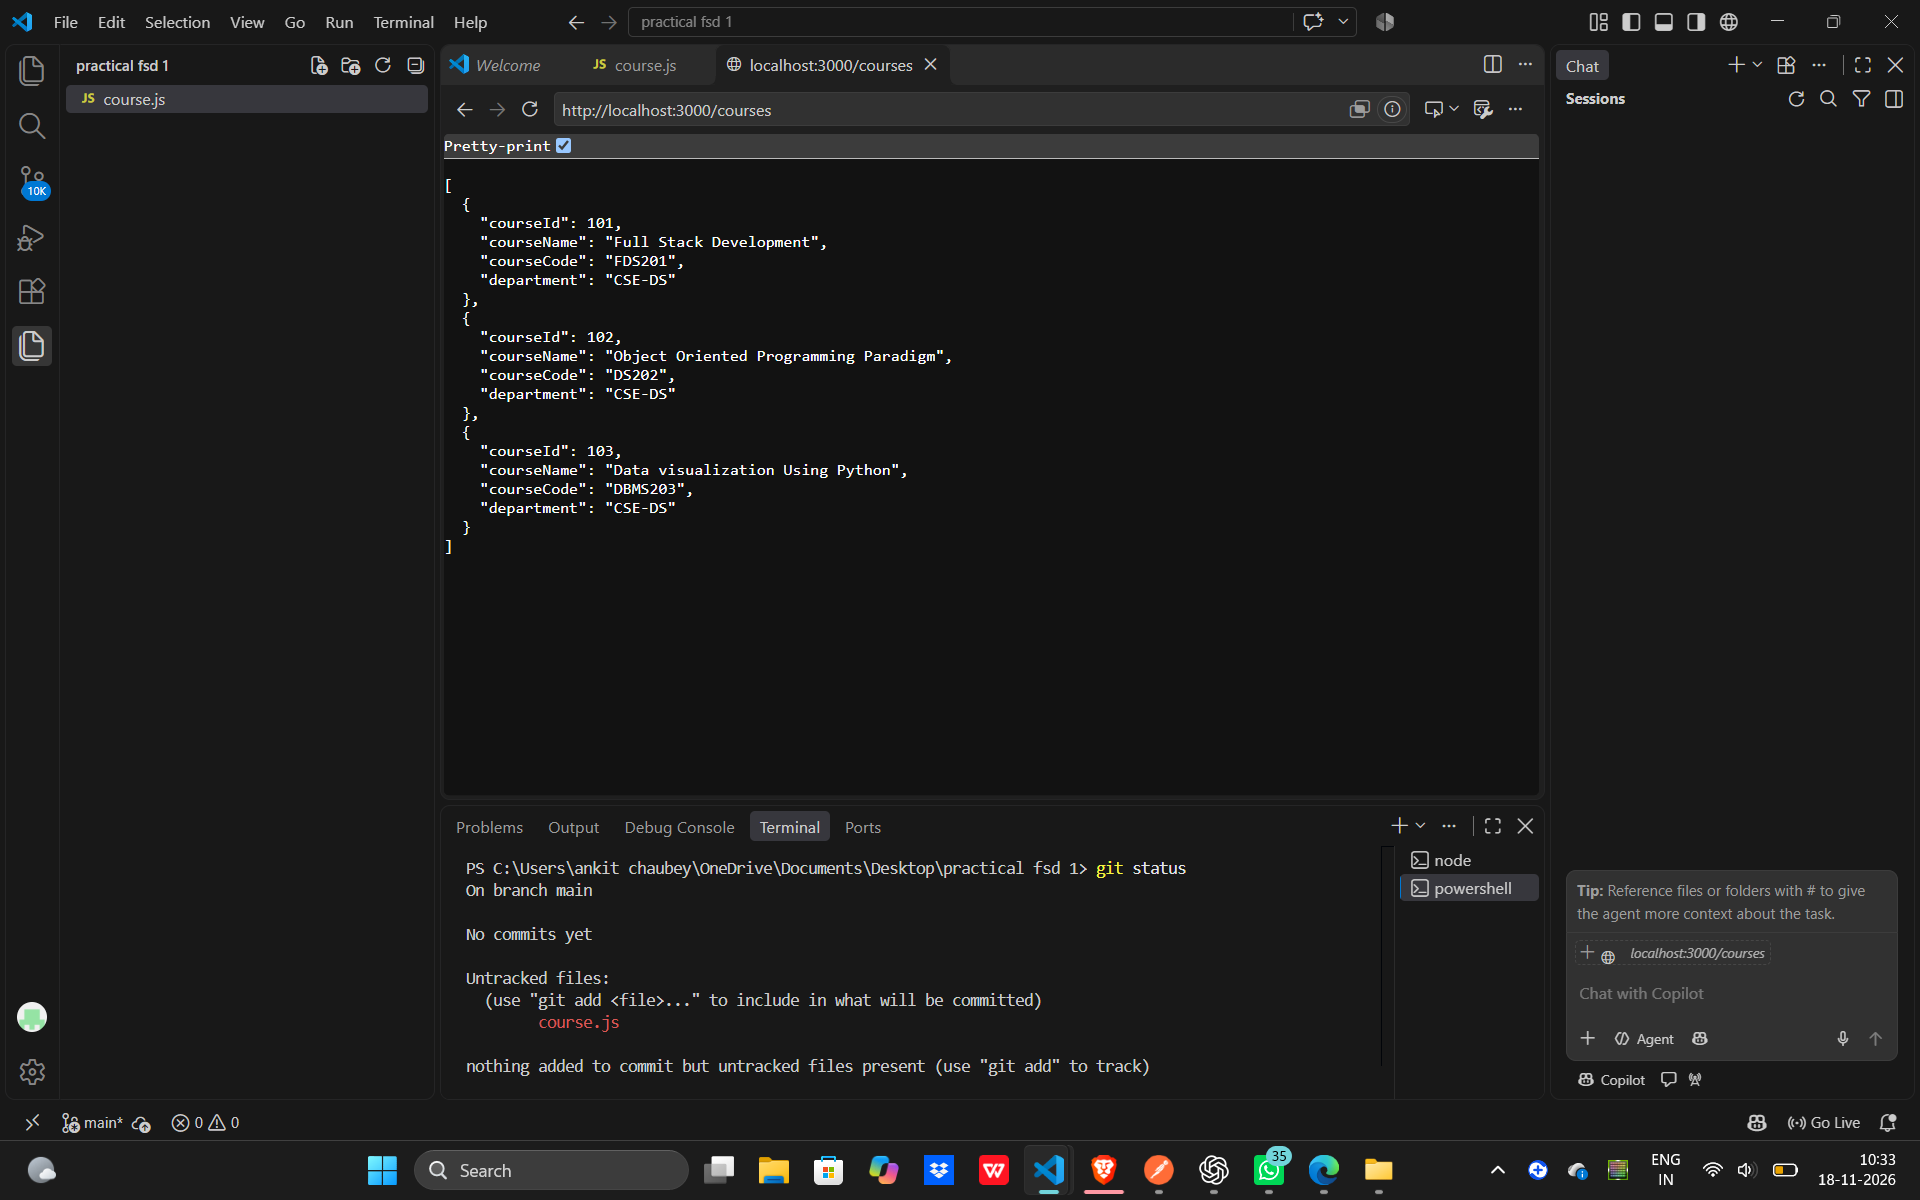 File Edit Selection View Go Run Terminal Help
practical fsd 1
practical fsd 1
JS course.js
10K
Welcome
JS course.js
localhost:3000/courses
http://localhost:3000/courses
Pretty-print
[
  {
    "courseId": 101,
    "courseName": "Full Stack Development",
    "courseCode": "FDS201",
    "department": "CSE-DS"
  },
  {
    "courseId": 102,
    "courseName": "Object Oriented Programming Paradigm",
    "courseCode": "DS202",
    "department": "CSE-DS"
  },
  {
    "courseId": 103,
    "courseName": "Data visualization Using Python",
    "courseCode": "DBMS203",
    "department": "CSE-DS"
  }
]
Problems Output Debug Console Terminal Ports
PS C:\Users\ankit chaubey\OneDrive\Documents\Desktop\practical fsd 1> git status
On branch main
No commits yet
Untracked files:
  (use "git add <file>..." to include in what will be committed)
        course.js
nothing added to commit but untracked files present (use "git add" to track)
node
powershell
Chat
Sessions
Tip: Reference files or folders with # to give
the agent more context about the task.
localhost:3000/courses
Chat with Copilot
Agent
Copilot
main* 0 0
Go Live
Search
35
ENG
IN
10:33
18-11-2026